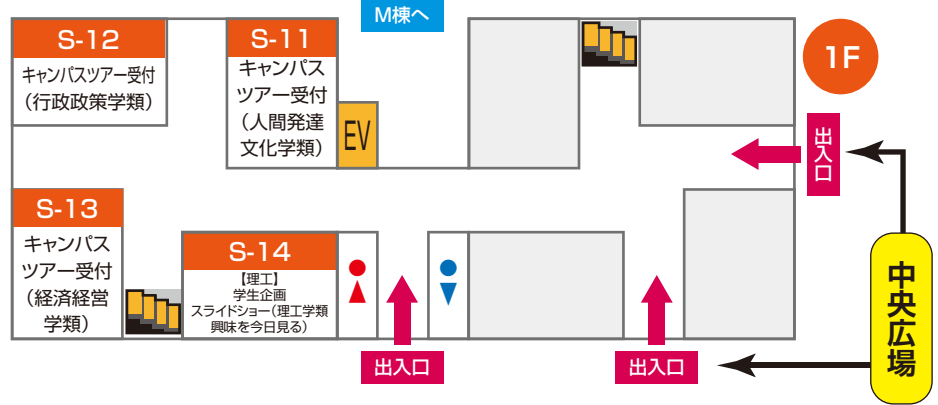 M棟へ
S-12
キャンパスツアー受付
（行政政策学類）
S-11
キャンパス
ツアー受付
（人間発達
文化学類）
EV
1F
出入口
S-13
キャンパス
ツアー受付
（経済経営
学類）
S-14
【理工】
学生企画
スライドショー（理工学類
興味を今日見る）
出入口
出入口
中央広場